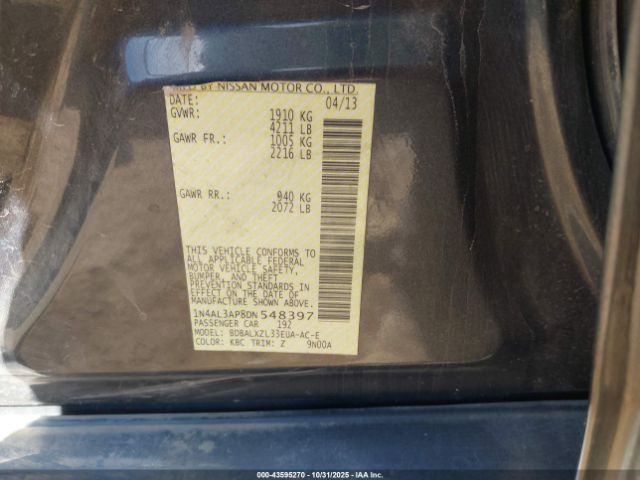 MFD BY NISSAN MOTOR CO., LTD.
DATE: 04/13
GVWR: 1910 KG
4211 LB
GAWR FR.: 1005 KG
2216 LB
GAWR RR.: 940 KG
2072 LB
THIS VEHICLE CONFORMS TO
ALL APPLICABLE FEDERAL
MOTOR VEHICLE SAFETY,
BUMPER, AND THEFT
PREVENTION STANDARDS IN
EFFECT ON THE DATE OF
MANUFACTURE SHOWN ABOVE.
1N4AL3AP8DN548397
PASSENGER CAR 192
MODEL: BDBALXZL33EUA-AC-E
COLOR: KBC TRIM: Z 9N00A
Copart 00-43595270 - 10/31/2025 - © IAA Inc.